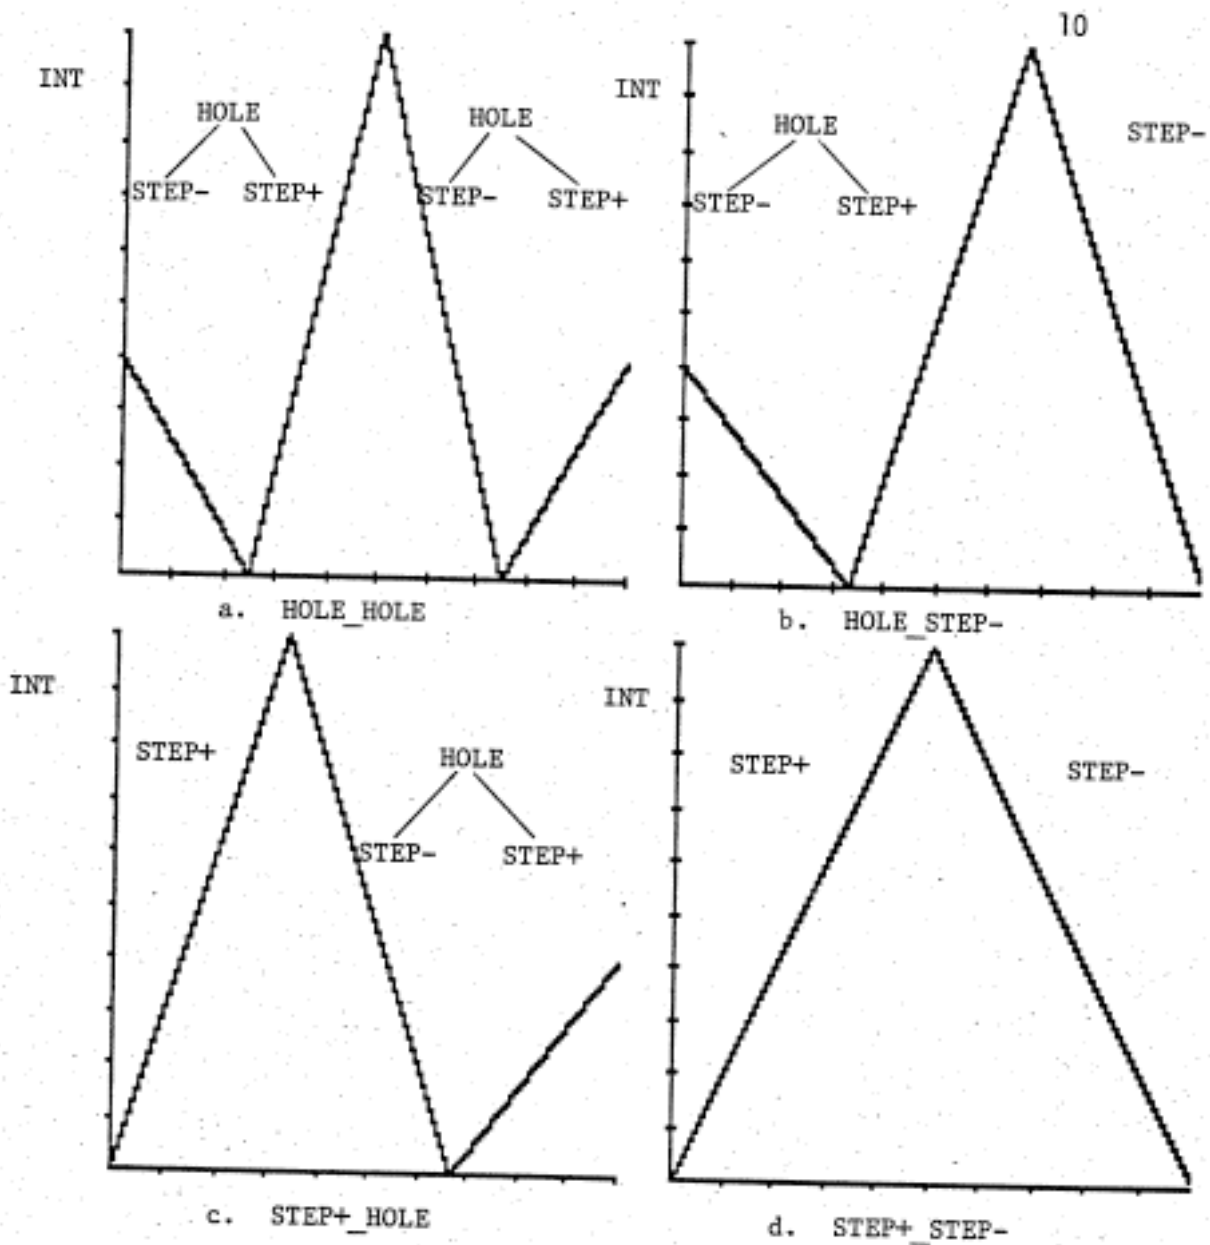 10
INT
HOLE
HOLE
STEP- STEP+
STEP- STEP+
a. HOLE_HOLE
INT
HOLE
STEP- STEP+
STEP-
b. HOLE_STEP-
INT
STEP+
HOLE
STEP- STEP+
c. STEP+_HOLE
INT
STEP+
STEP-
d. STEP+_STEP-